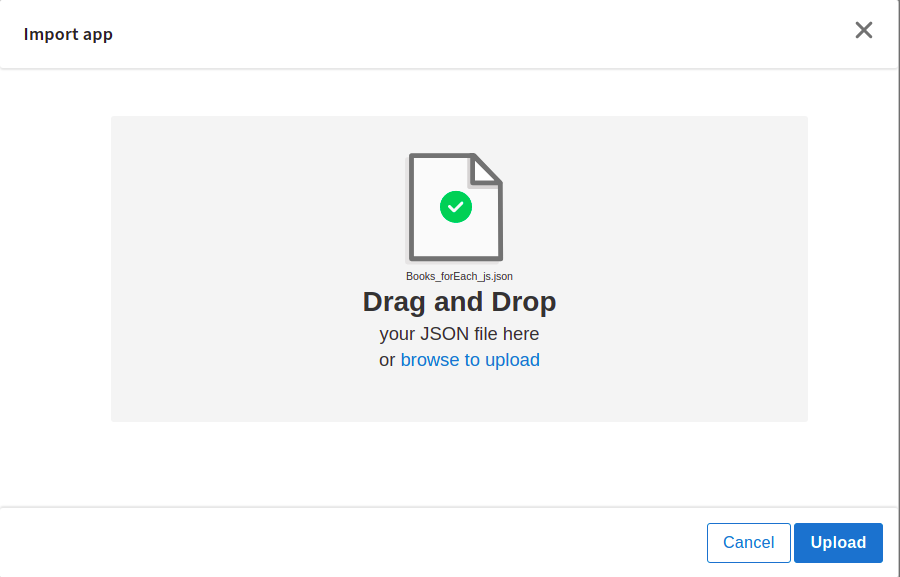 Import app
Books_forEach_js.json
Drag and Drop
your JSON file here
or browse to upload
Cancel
Upload